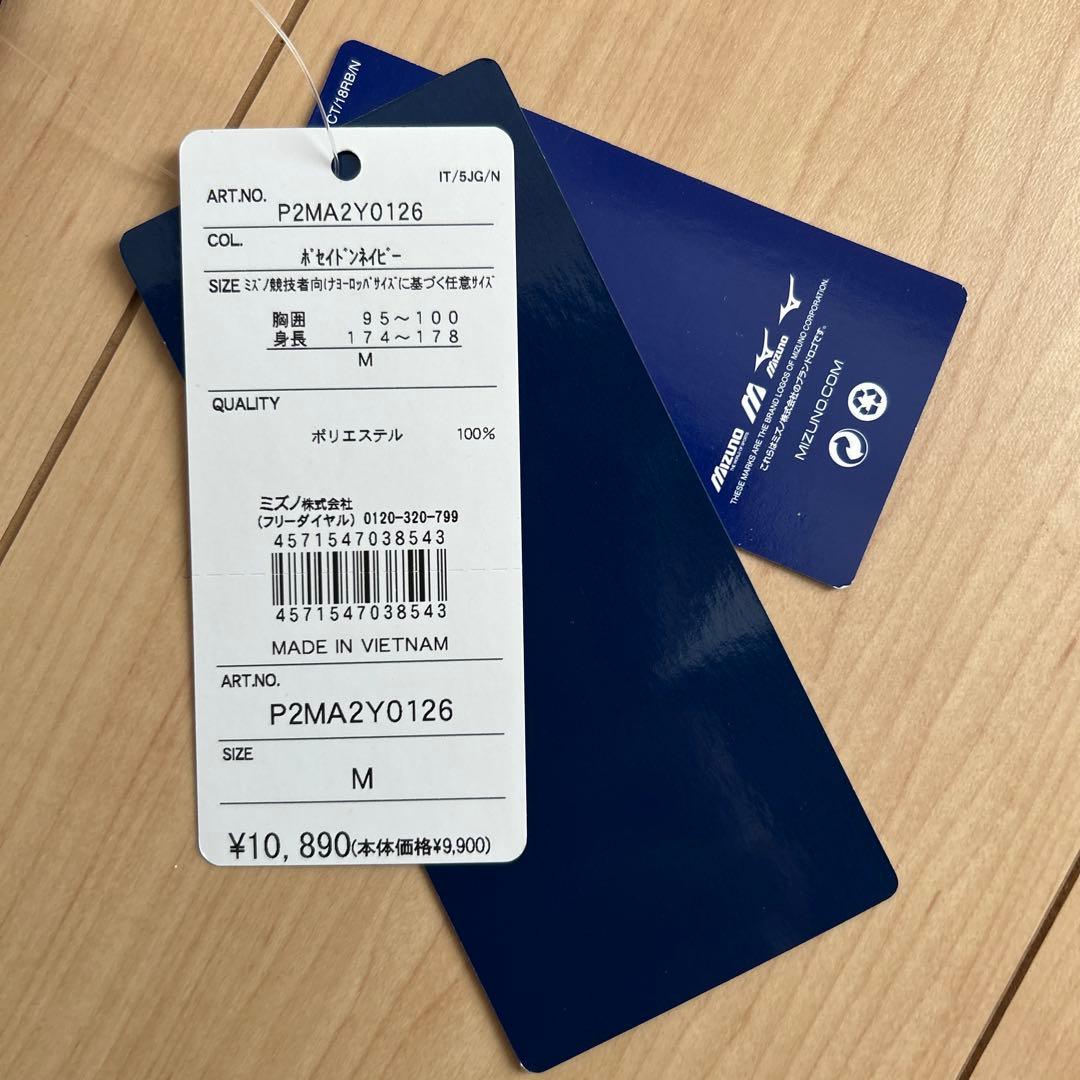 IT/5JG/N
ART.NO.
P2MA2Y0126
COL.
ポセイドンネイビー
SIZE ミズノ競技者向けヨーロッパサイズに基づく任意サイズ
胸囲 95〜100
身長 174〜178
M
QUALITY
ポリエステル 100%
ミズノ株式会社
(フリーダイヤル) 0120-320-799
4571547038543
4571547038543
MADE IN VIETNAM
ART.NO.
P2MA2Y0126
SIZE
M
¥10,890(本体価格¥9,900)
CT/18RB/N
MIZUNO
M
MIZUNO
THESE MARKS ARE THE BRAND LOGOS OF MIZUNO CORPORATION.
これらはミズノ株式会社のブランドロゴです。
MIZUNO.COM